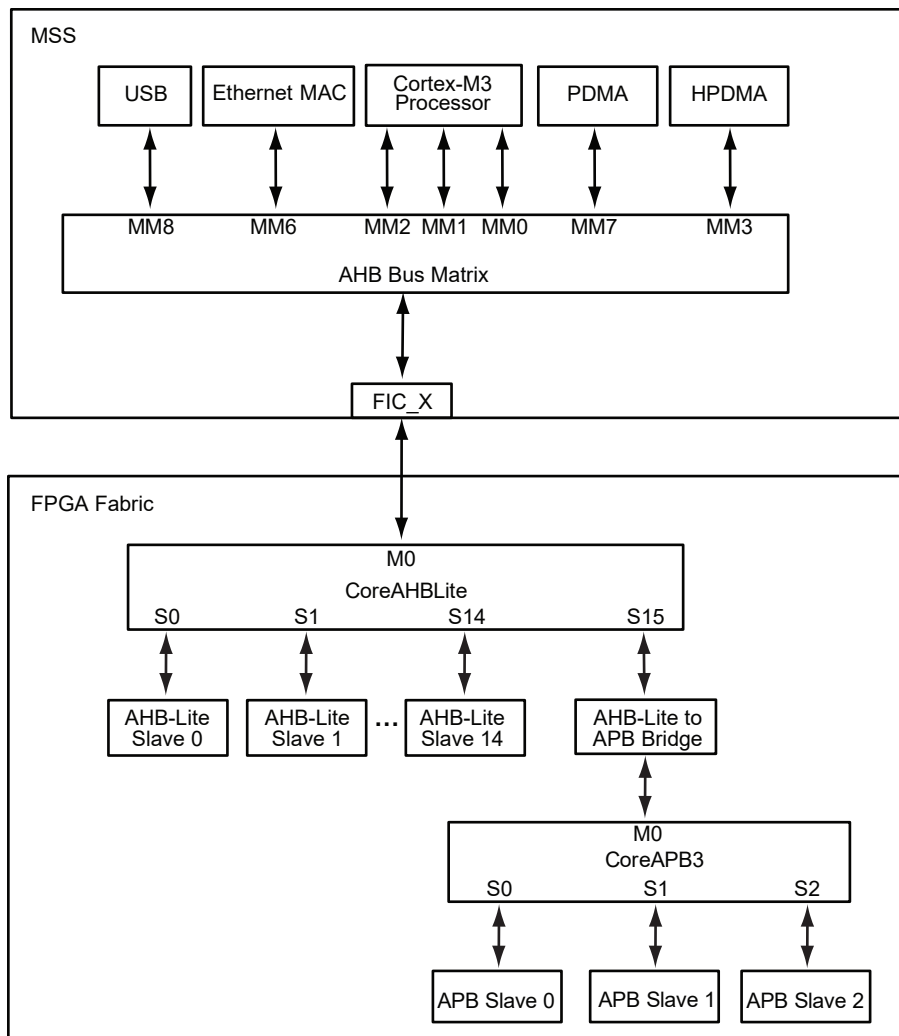 MSS
USB
Ethernet MAC
Cortex-M3
Processor
PDMA
HPDMA
MM8
MM6
MM2
MM1
MM0
MM7
MM3
AHB Bus Matrix
FIC_X
FPGA Fabric
M0
CoreAHBLite
S0
S1
S14
S15
AHB-Lite
Slave 0
AHB-Lite
Slave 1
...
AHB-Lite
Slave 14
AHB-Lite to
APB Bridge
M0
CoreAPB3
S0
S1
S2
APB Slave 0
APB Slave 1
APB Slave 2